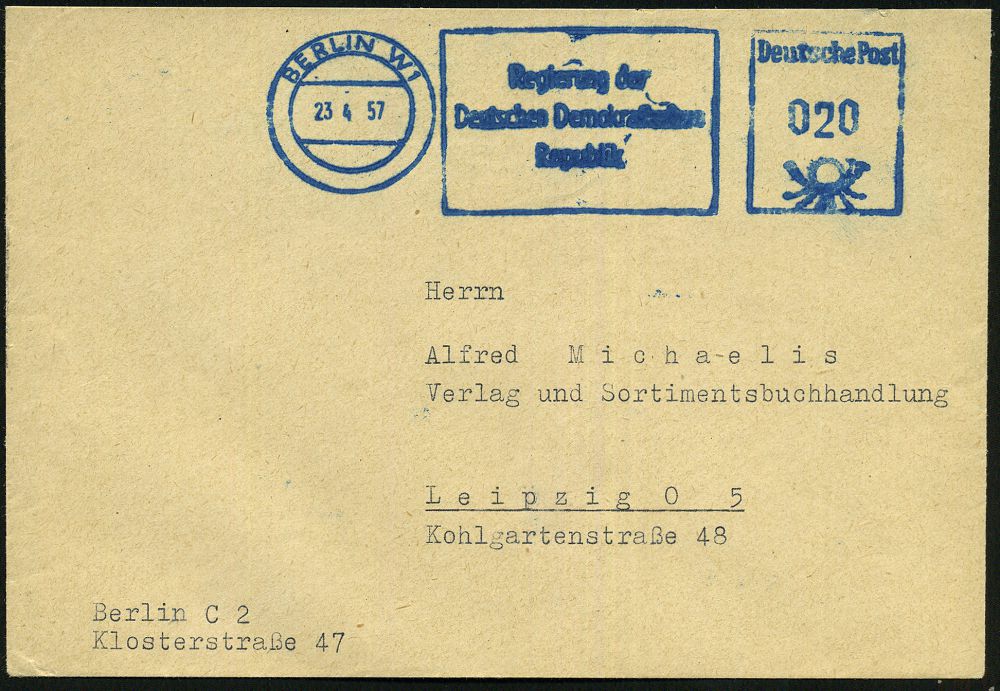 BERLIN W1
23 4 57
Regierung der
Deutschen Demokratischen
Republik
Deutsche Post
020
Herrn
Alfred M i c h a e l i s
Verlag und Sortimentsbuchhandlung
L e i p z i g O 5
Kohlgartenstraße 48
Berlin C 2
Klosterstraße 47